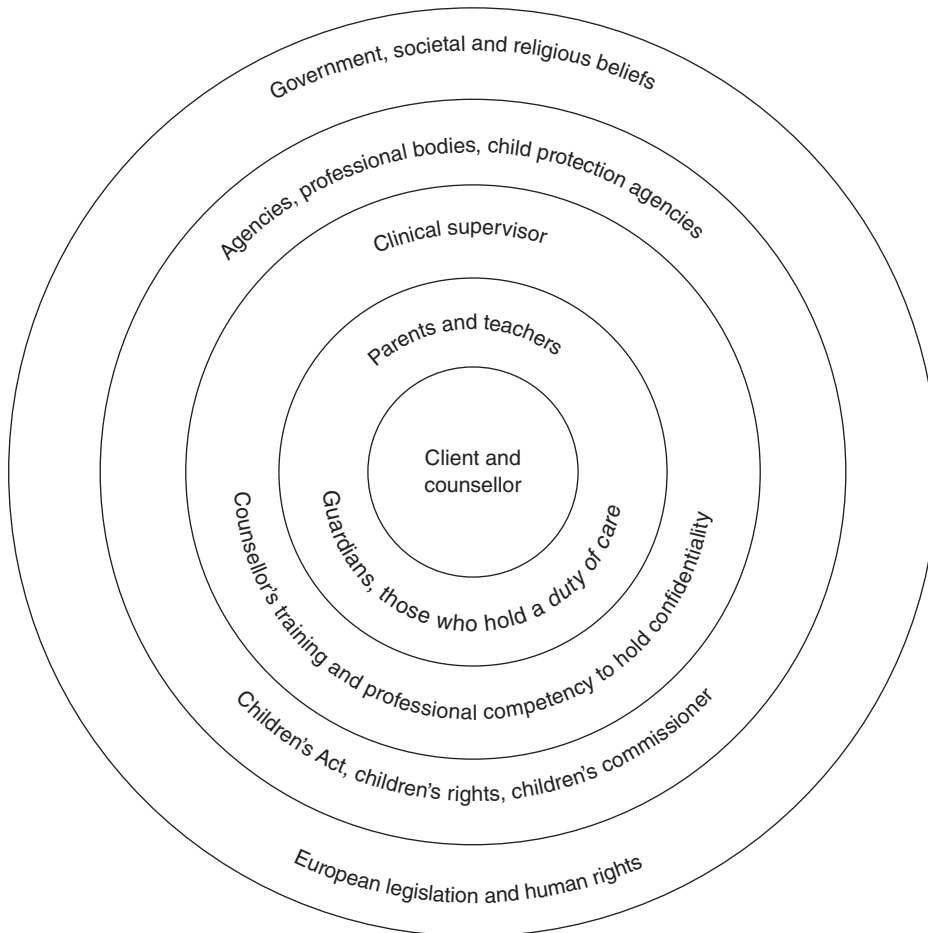 Government, societal and religious beliefs
Agencies, professional bodies, child protection agencies
Clinical supervisor
Parents and teachers
Client and
counsellor
Guardians, those who hold a duty of care
Counsellor's training and professional competency to hold confidentiality
Children's Act, children's rights, children's commissioner
European legislation and human rights